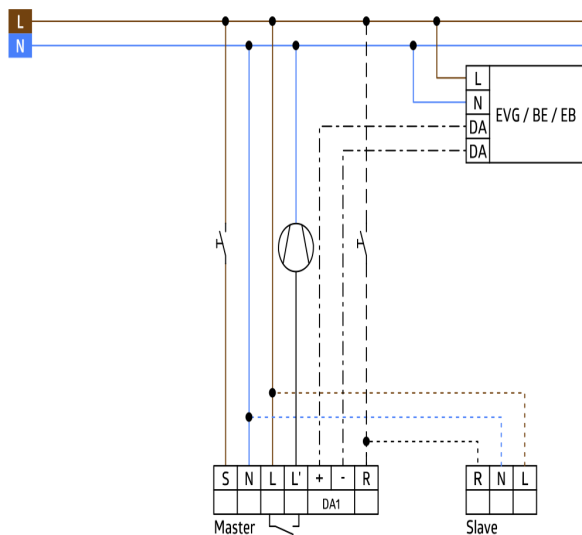 L
N
L
N
DA
DA
EVG / BE / EB
S N L L' + - R
DA1
Master
R N L
Slave